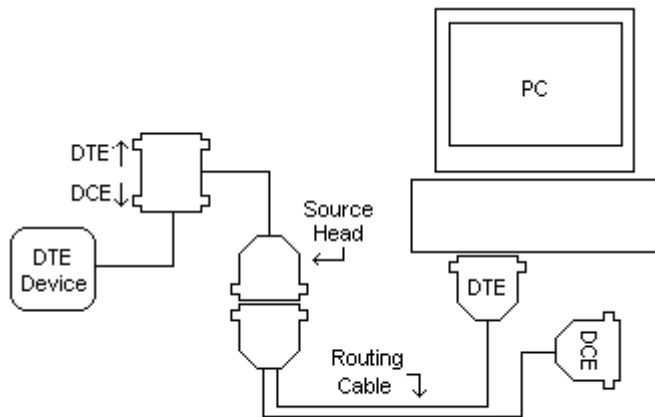 PC
DTE
DCE
Source
Head
DTE
Device
DTE
DCE
Routing
Cable